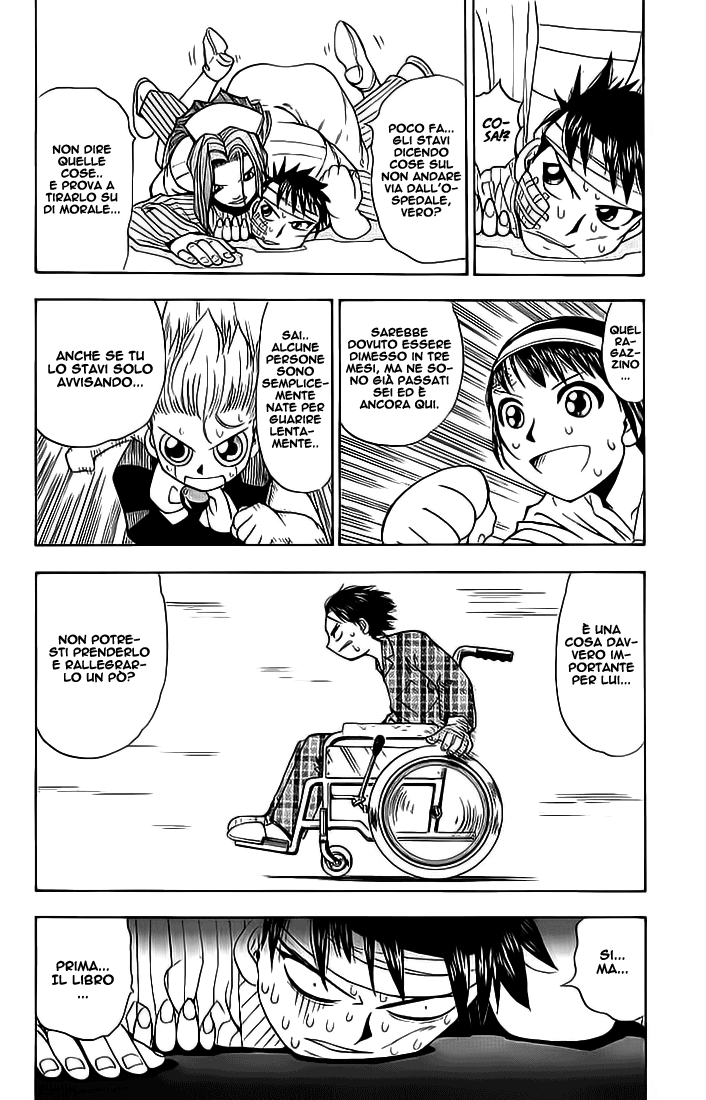 CO-
SA!?
POCO FA...
GLI STAVI
DICENDO
COSE SUL
NON ANDARE
VIA DALL'O-
SPEDALE,
VERO?
NON DIRE
QUELLE
COSE..
E PROVA A
TIRARLO SU
DI MORALE...
QUEL
RA-
GAZ-
ZINO
...
SAREBBE
DOVUTO ESSERE
DIMESSO IN TRE
MESI, MA NE SO-
NO GIÀ PASSATI
SEI ED È
ANCORA QUI.
SAI..
ALCUNE
PERSONE
SONO
SEMPLICE-
MENTE
NATE PER
GUARIRE
LENTA-
MENTE..
ANCHE SE TU
LO STAVI SOLO
AVVISANDO...
È UNA
COSA DAV-
VERO IM-
PORTANTE
PER LUI...
NON POTRE-
STI PRENDERLO
E RALLEGRAR-
LO UN PÒ?
SI...
MA...
PRIMA...
IL LIBRO
...